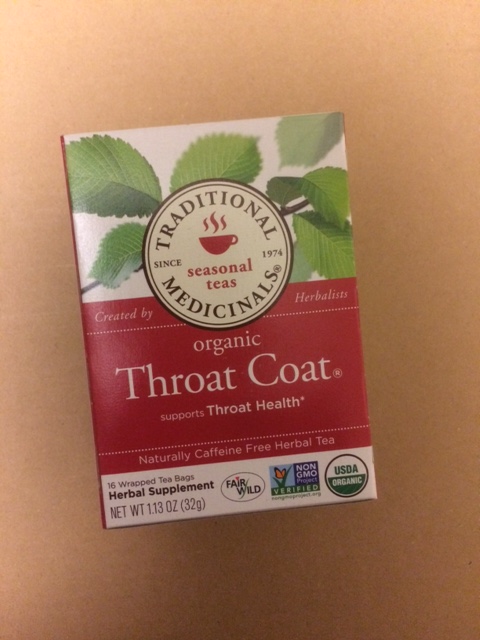 TRADITIONAL
SINCE 1974
seasonal
teas
MEDICINALS®
Created by Herbalists
organic
Throat Coat®
supports Throat Health*
Naturally Caffeine Free Herbal Tea
16 Wrapped Tea Bags
Herbal Supplement
NET WT 1.13 OZ (32g)
FAIR/WILD
NON
GMO
Project
VERIFIED
nongmoproject.org
USDA
ORGANIC